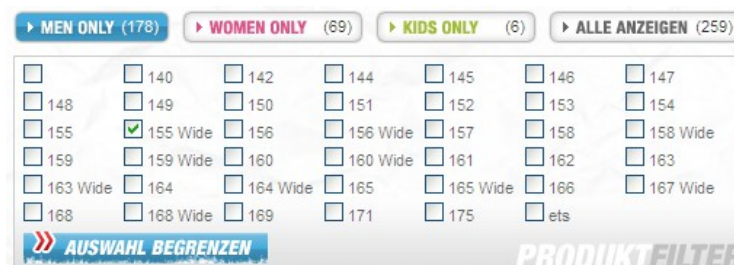 MEN ONLY (178) WOMEN ONLY (69) KIDS ONLY (6) ALLE ANZEIGEN (259)
140 142 144 145 146 147
148 149 150 151 152 153 154
155 155 Wide 156 156 Wide 157 158 158 Wide
159 159 Wide 160 160 Wide 161 162 163
163 Wide 164 164 Wide 165 165 Wide 166 167 Wide
168 168 Wide 169 171 175 ets
AUSWAHL BEGRENZEN PRODUKTFILTER